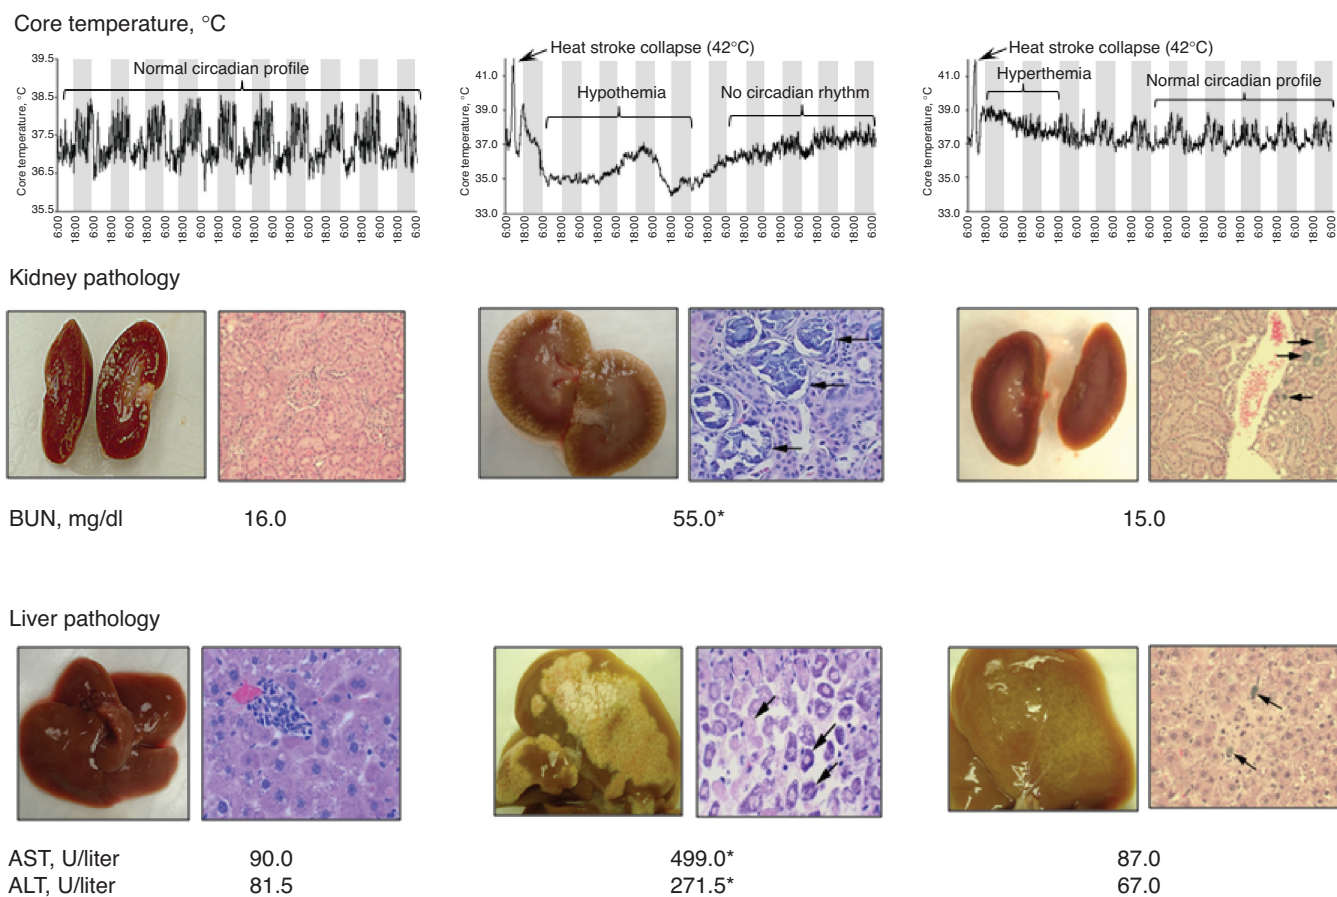 Core temperature, °C
Core temperature, °C
39.5
38.5
37.5
36.5
35.5
Normal circadian profile
6:00 18:00 6:00 18:00 6:00 18:00 6:00 18:00 6:00 18:00 6:00 18:00 6:00 18:00 6:00 18:00 6:00 18:00 6:00 18:00 6:00
Heat stroke collapse (42°C)
Core temperature, °C
41.0
39.0
37.0
35.0
33.0
Hypothemia
No circadian rhythm
6:00 18:00 6:00 18:00 6:00 18:00 6:00 18:00 6:00 18:00 6:00 18:00 6:00 18:00 6:00 18:00 6:00 18:00 6:00 18:00 6:00
Heat stroke collapse (42°C)
Core temperature, °C
41.0
39.0
37.0
35.0
33.0
Hyperthemia
Normal circadian profile
6:00 18:00 6:00 18:00 6:00 18:00 6:00 18:00 6:00 18:00 6:00 18:00 6:00 18:00 6:00 18:00 6:00 18:00 6:00 18:00 6:00
Kidney pathology
BUN, mg/dl 16.0 55.0* 15.0
Liver pathology
AST, U/liter 90.0 499.0* 87.0
ALT, U/liter 81.5 271.5* 67.0